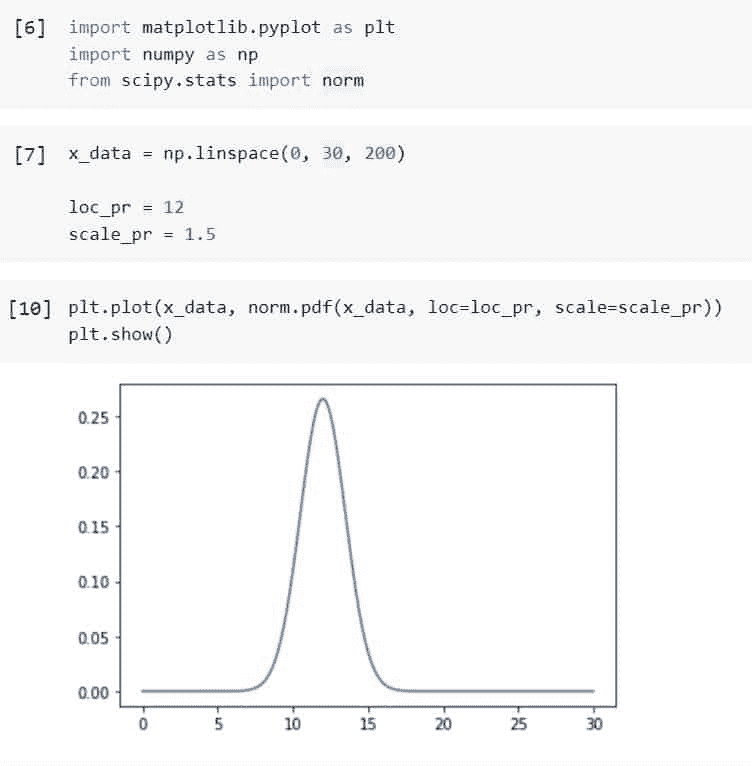 [6] import matplotlib.pyplot as plt
import numpy as np
from scipy.stats import norm
[7] x_data = np.linspace(0, 30, 200)
loc_pr = 12
scale_pr = 1.5
[10] plt.plot(x_data, norm.pdf(x_data, loc=loc_pr, scale=scale_pr))
plt.show()
0.25
0.20
0.15
0.10
0.05
0.00
0 5 10 15 20 25 30